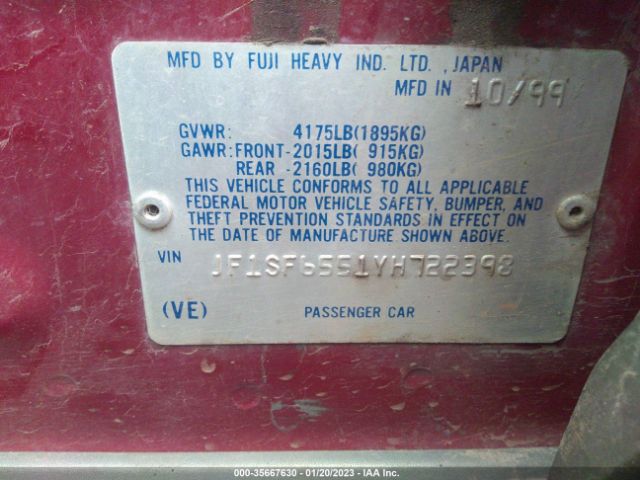 MFD BY FUJI HEAVY IND. LTD. , JAPAN
MFD IN 10/99
GVWR: 4175LB(1895KG)
GAWR:FRONT-2015LB( 915KG)
REAR -2160LB( 980KG)
THIS VEHICLE CONFORMS TO ALL APPLICABLE
FEDERAL MOTOR VEHICLE SAFETY, BUMPER, AND
THEFT PREVENTION STANDARDS IN EFFECT ON
THE DATE OF MANUFACTURE SHOWN ABOVE.
VIN JF1SF6551YH722398
(VE) PASSENGER CAR
000-35667630 - 01/20/2023 - IAA Inc.